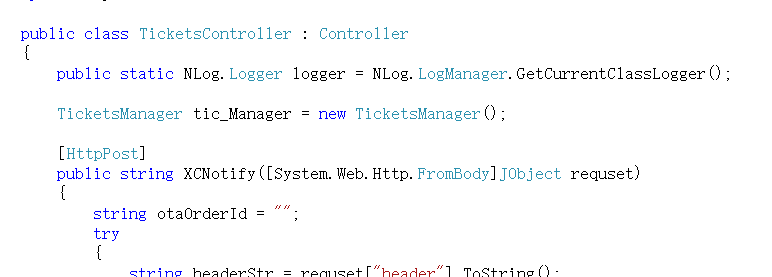 public class TicketsController : Controller
{
public static NLog.Logger logger = NLog.LogManager.GetCurrentClassLogger();
TicketsManager tic_Manager = new TicketsManager();
[HttpPost]
public string XCNotify([System.Web.Http.FromBody]JObject requset)
{
string otaOrderId = "";
try
{
string headerStr = requset["header"].ToString();